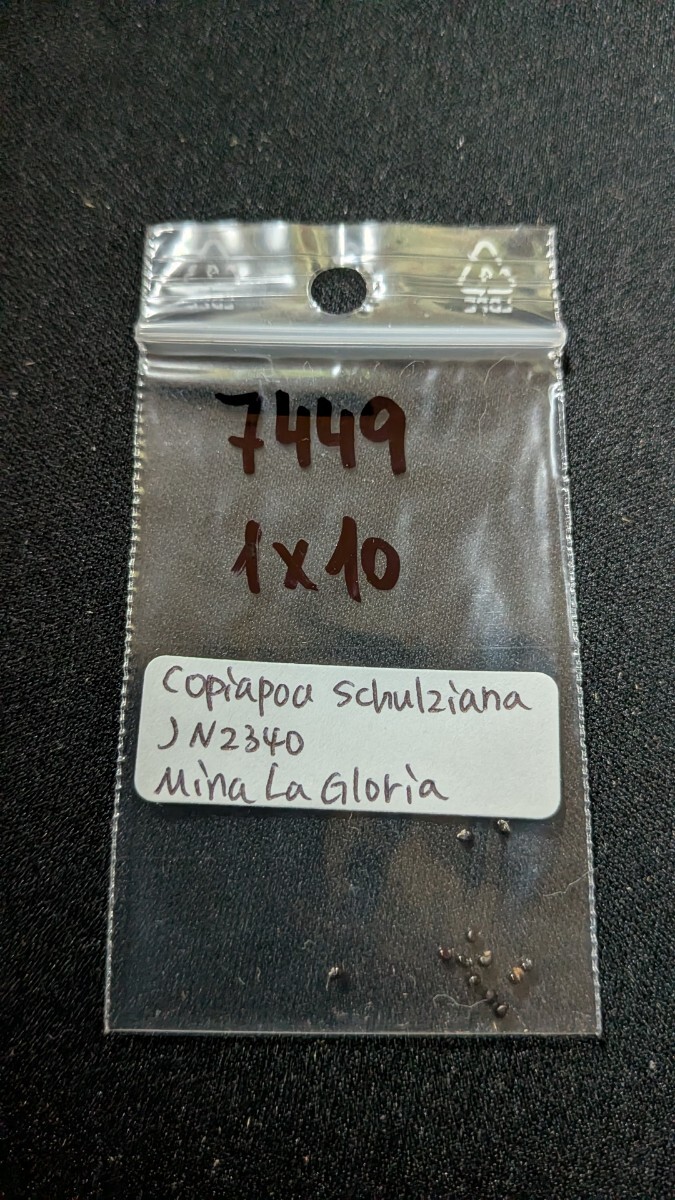 7449
1x10
Copiapoa Schulziana
JN2340
Mina La Gloria